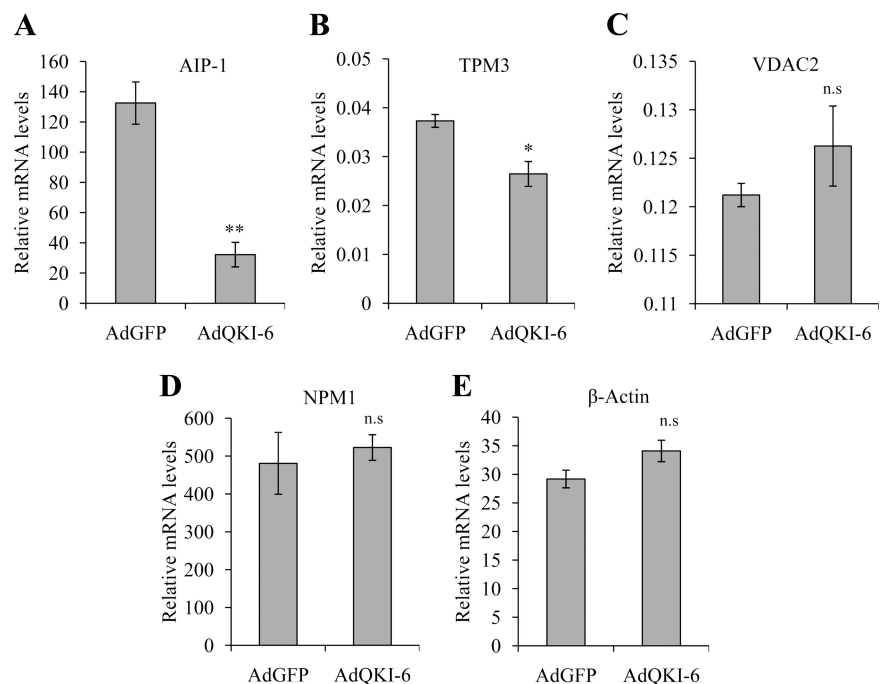 A
AIP-1
Relative mRNA levels
160
140
120
100
80
60
40
20
0
**
AdGFP AdQKI-6
B
TPM3
Relative mRNA levels
0.05
0.04
0.03
0.02
0.01
0
*
AdGFP AdQKI-6
C
VDAC2
Relative mRNA levels
0.135
0.13
0.125
0.12
0.115
0.11
n.s
AdGFP AdQKI-6
D
NPM1
Relative mRNA levels
600
500
400
300
200
100
0
n.s
AdGFP AdQKI-6
E
β-Actin
Relative mRNA levels
40
35
30
25
20
15
10
5
0
n.s
AdGFP AdQKI-6